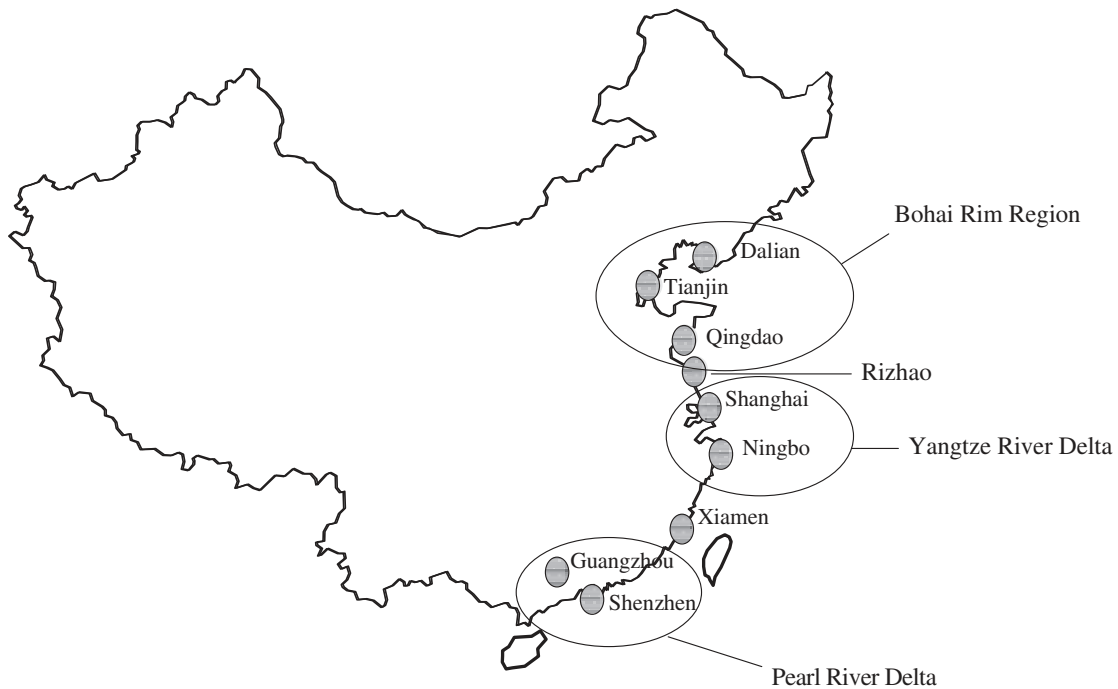 Bohai Rim Region
Dalian
Tianjin
Qingdao
Rizhao
Shanghai
Yangtze River Delta
Ningbo
Xiamen
Guangzhou
Shenzhen
Pearl River Delta